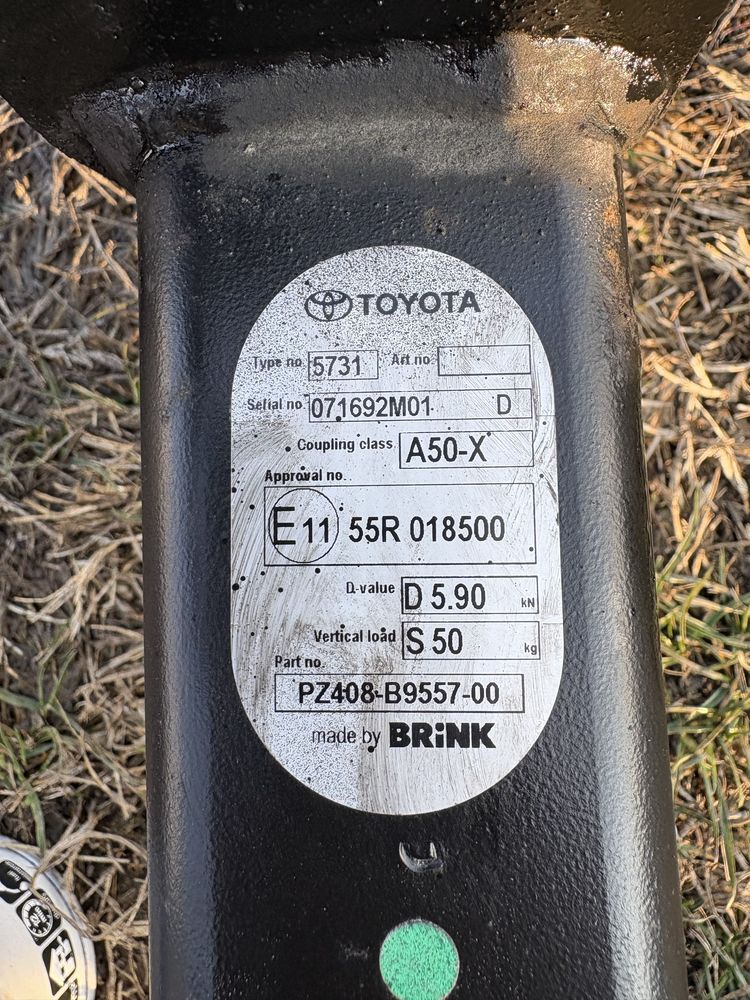 TOYOTA
Type no. 5731 Art no.
Serial no. 071692M01 D
Coupling class A50-X
Approval no.
E11 55R 018500
D-value D 5.90 kN
Vertical load S 50 kg
Part no.
PZ408-B9557-00
made by BRiNK